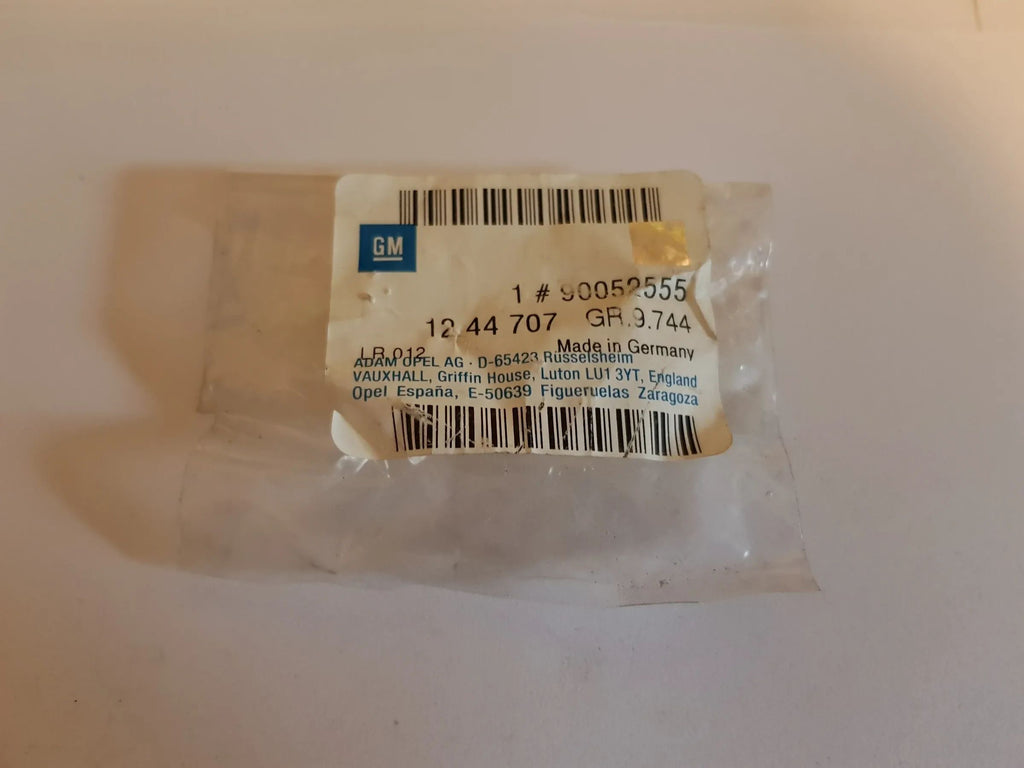 GM
1 # 90052555
12 44 707 GR.9.744
LR 012 Made in Germany
ADAM OPEL AG · D-65423 Rüsselsheim
VAUXHALL, Griffin House, Luton LU1 3YT, England
Opel España, E-50639 Figueruelas Zaragoza